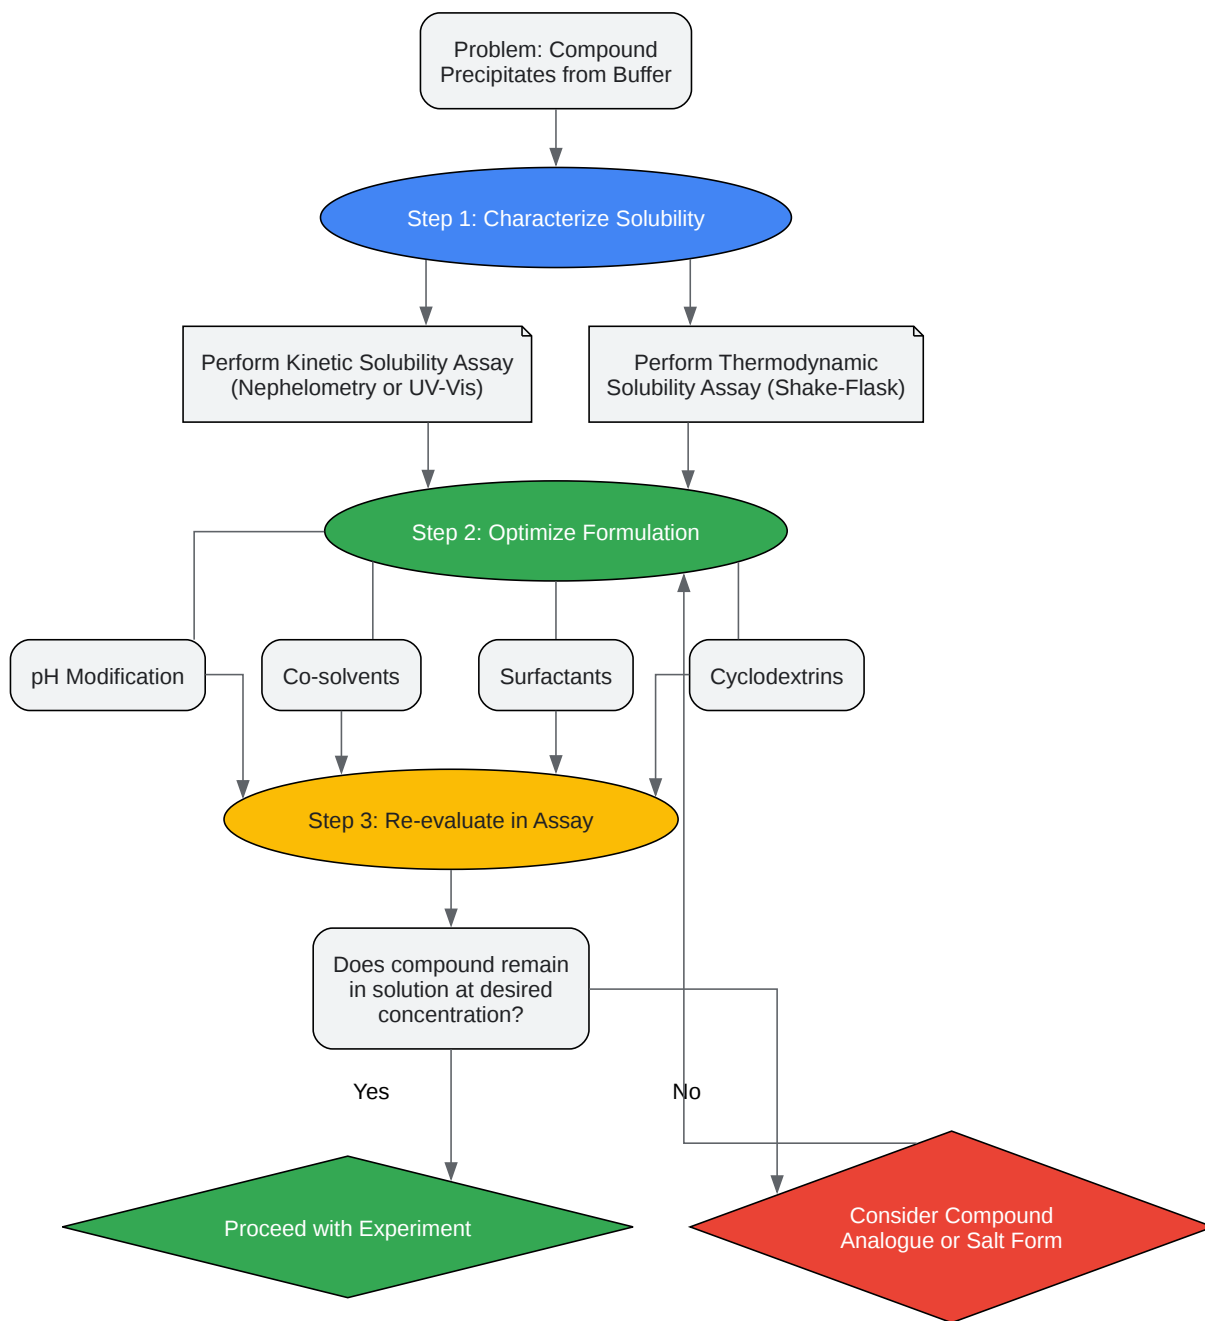 Problem: Compound
Precipitates from Buffer
Step 1: Characterize Solubility
Perform Kinetic Solubility Assay
(Nephelometry or UV-Vis)
Perform Thermodynamic
Solubility Assay (Shake-Flask)
Step 2: Optimize Formulation
pH Modification
Co-solvents
Surfactants
Cyclodextrins
Step 3: Re-evaluate in Assay
Does compound remain
in solution at desired
concentration?
Yes
No
Proceed with Experiment
Consider Compound
Analogue or Salt Form